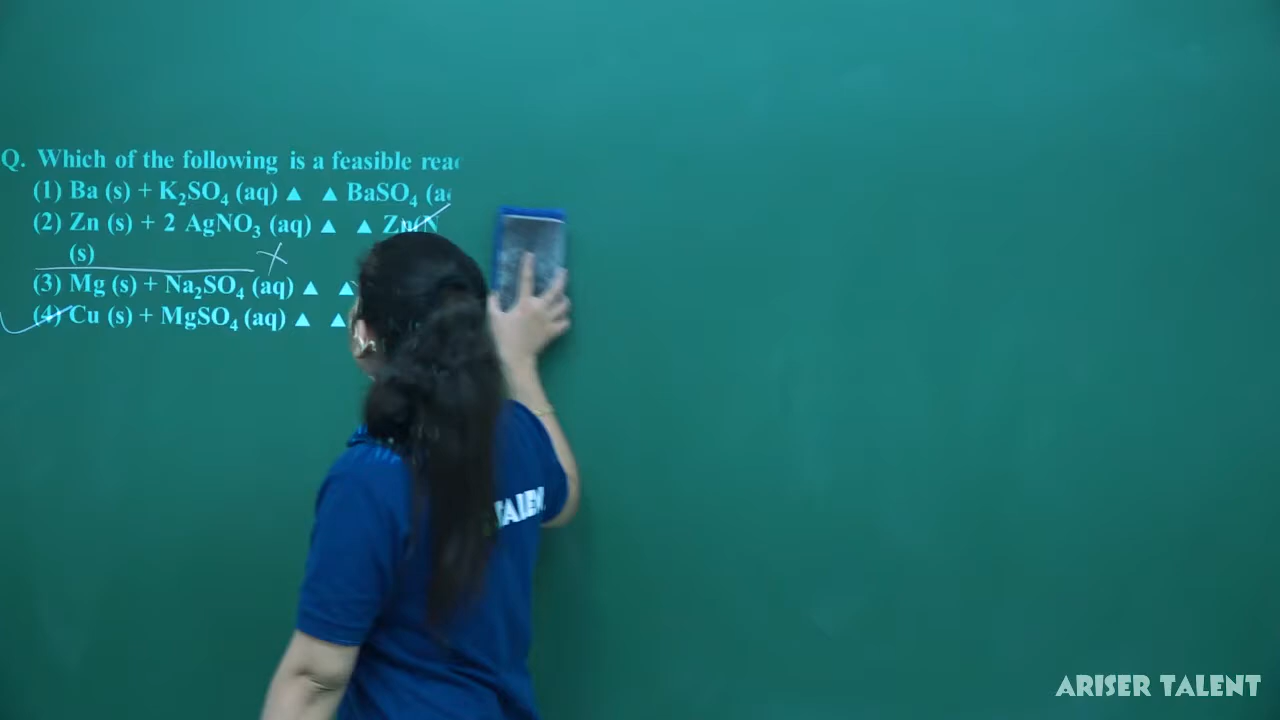 Q. Which of the following is a feasible
(1) Ba (s) + K₂SO₄ (aq) ▲ ▲ BaSO₄
(2) Zn (s) + 2 AgNO₃ (aq) ▲ ▲ Zn(N
(s)
(3) Mg (s) + Na₂SO₄ (aq) ▲ ▲
(4) Cu (s) + MgSO₄ (aq) ▲ ▲
ARISER TALENT